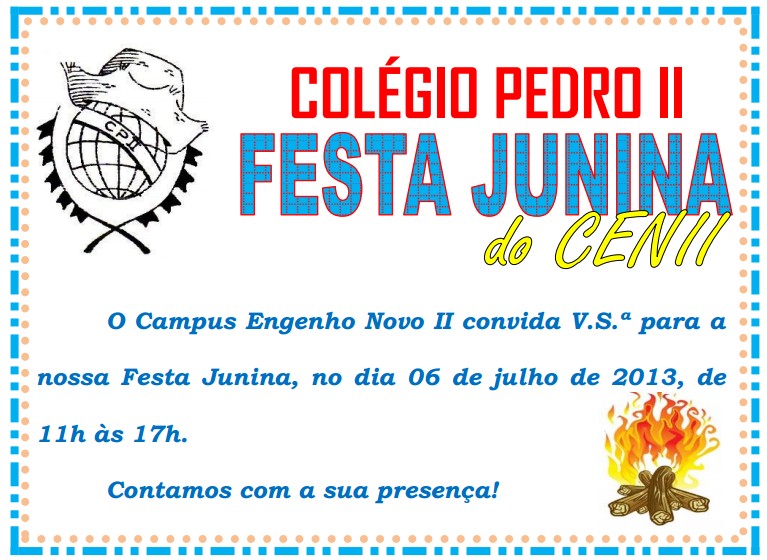 CPII
COLÉGIO PEDRO II
FESTA JUNINA
do CENII
O Campus Engenho Novo II convida V.S.ª para a
nossa Festa Junina, no dia 06 de julho de 2013, de
11h às 17h.
Contamos com a sua presença!